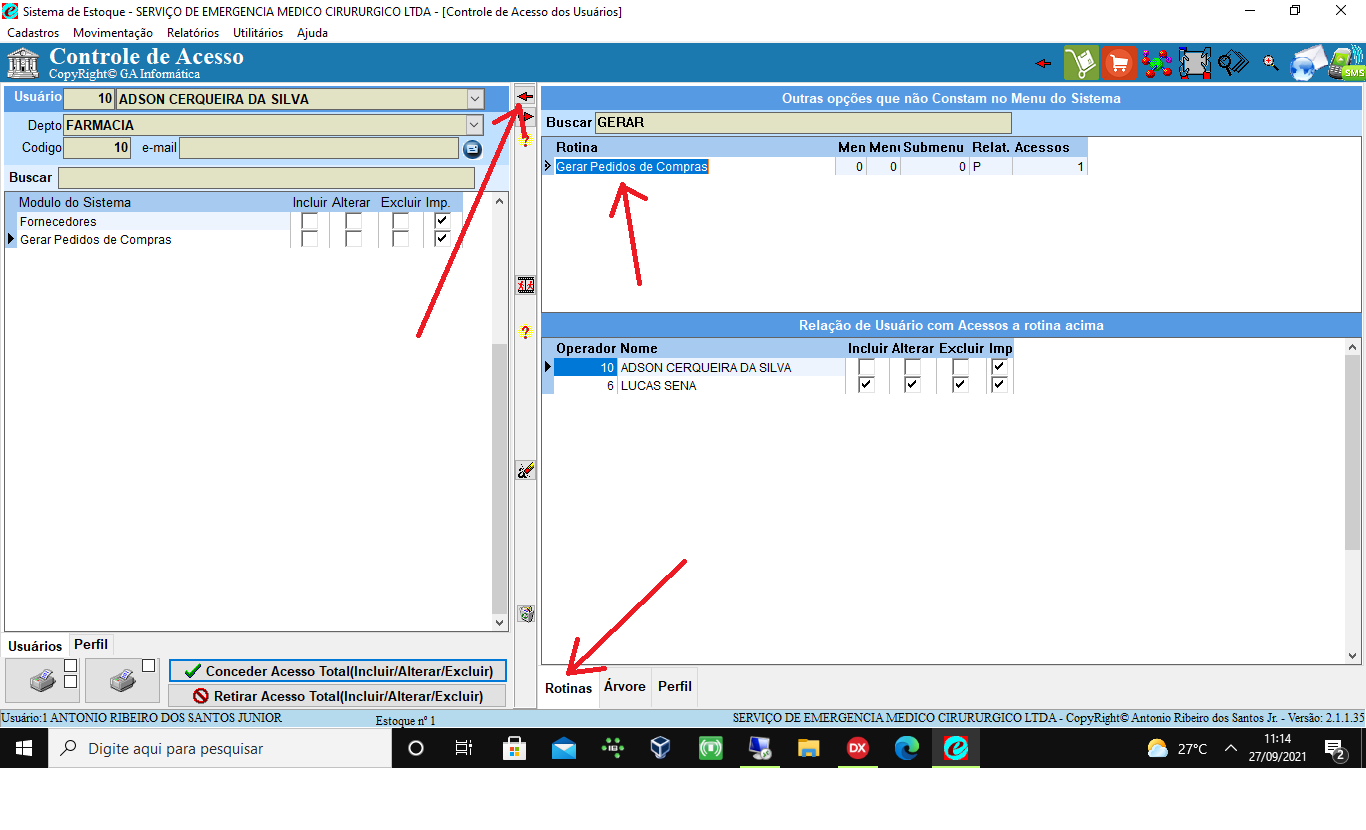 Sistema de Estoque - SERVIÇO DE EMERGENCIA MEDICO CIRURURGICO LTDA - [Controle de Acesso dos Usuários]
Cadastros Movimentação Relatórios Utilitários Ajuda
Controle de Acesso
CopyRight© GA Informática
SMS
Usuário 10 ADSON CERQUEIRA DA SILVA
Depto FARMACIA
Codigo 10 e-mail
Buscar
Modulo do Sistema Incluir Alterar Excluir Imp.
Fornecedores
Gerar Pedidos de Compras
Outras opções que não Constam no Menu do Sistema
Buscar GERAR
Rotina Men Menu Submenu Relat. Acessos
Gerar Pedidos de Compras 0 0 0 P 1
Relação de Usuário com Acessos a rotina acima
Operador Nome Incluir Alterar Excluir Imp
10 ADSON CERQUEIRA DA SILVA
6 LUCAS SENA
Usuários Perfil
Conceder Acesso Total(Incluir/Alterar/Excluir)
Retirar Acesso Total(Incluir/Alterar/Excluir)
Rotinas Árvore Perfil
Usuário:1 ANTONIO RIBEIRO DOS SANTOS JUNIOR Estoque nº 1 SERVIÇO DE EMERGENCIA MEDICO CIRURURGICO LTDA - CopyRight© Antonio Ribeiro dos Santos Jr. - Versão: 2.1.1.35
Digite aqui para pesquisar
DX
27°C
11:14
27/09/2021
2